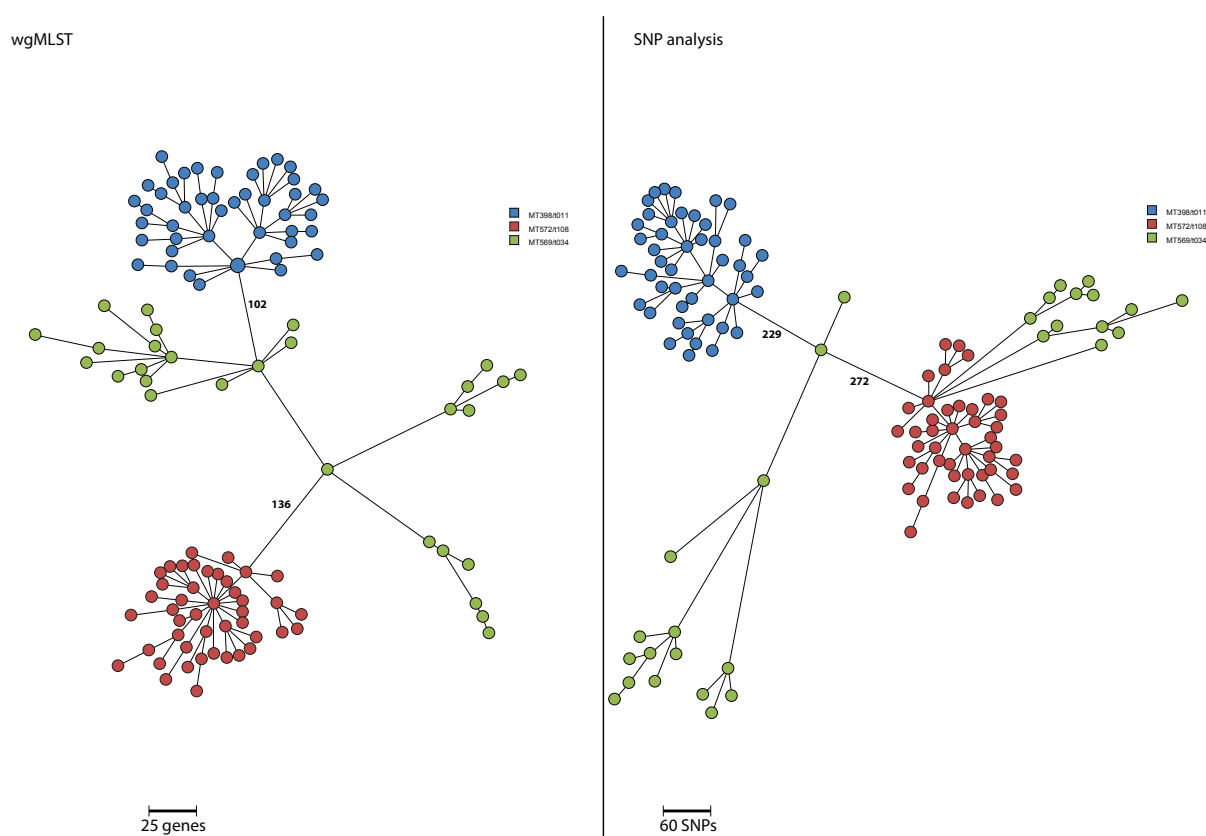 wgMLST
SNP analysis
MT398/t011
MT572/t108
MT569/t034
MT398/t011
MT572/t108
MT569/t034
102
229
272
136
25 genes
60 SNPs